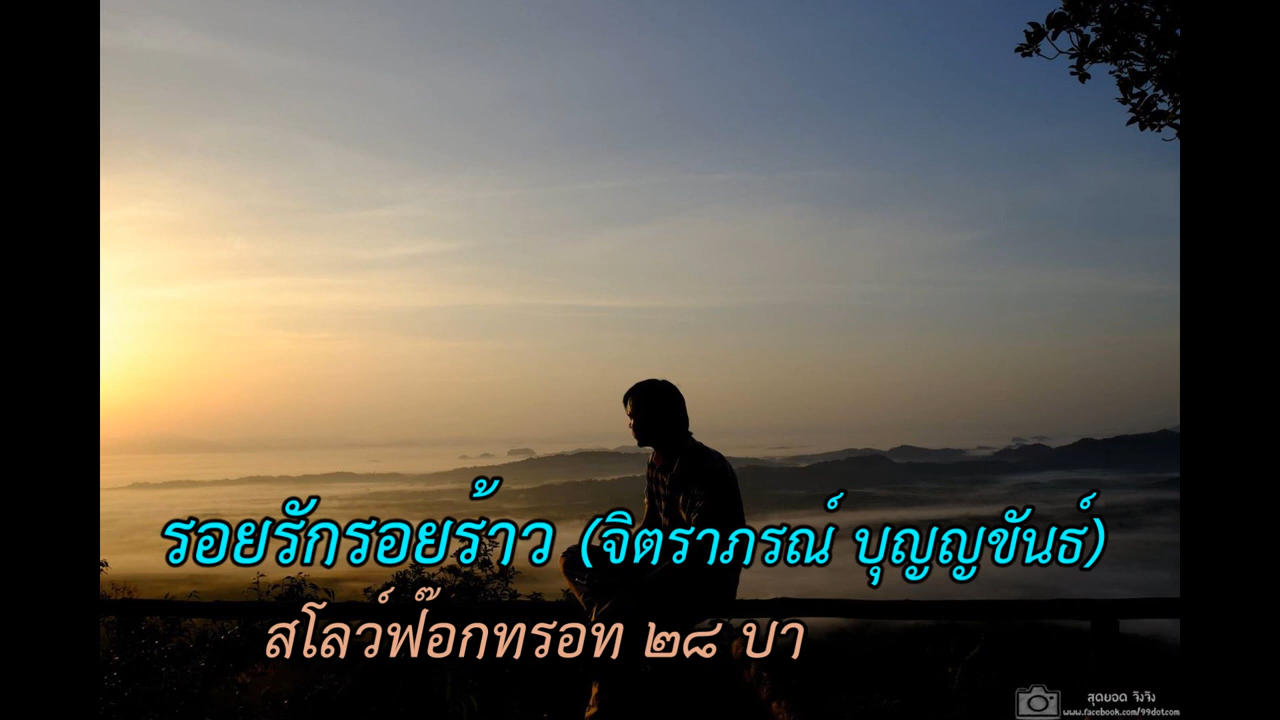 รอยรักรอยร้าว (จิตราภรณ์ บุญญขันธ์)
สโลว์ฟ๊อกทรอท ๒๘ บา
สุดยอด จิงจิง
www.facebook.com/99dotcom